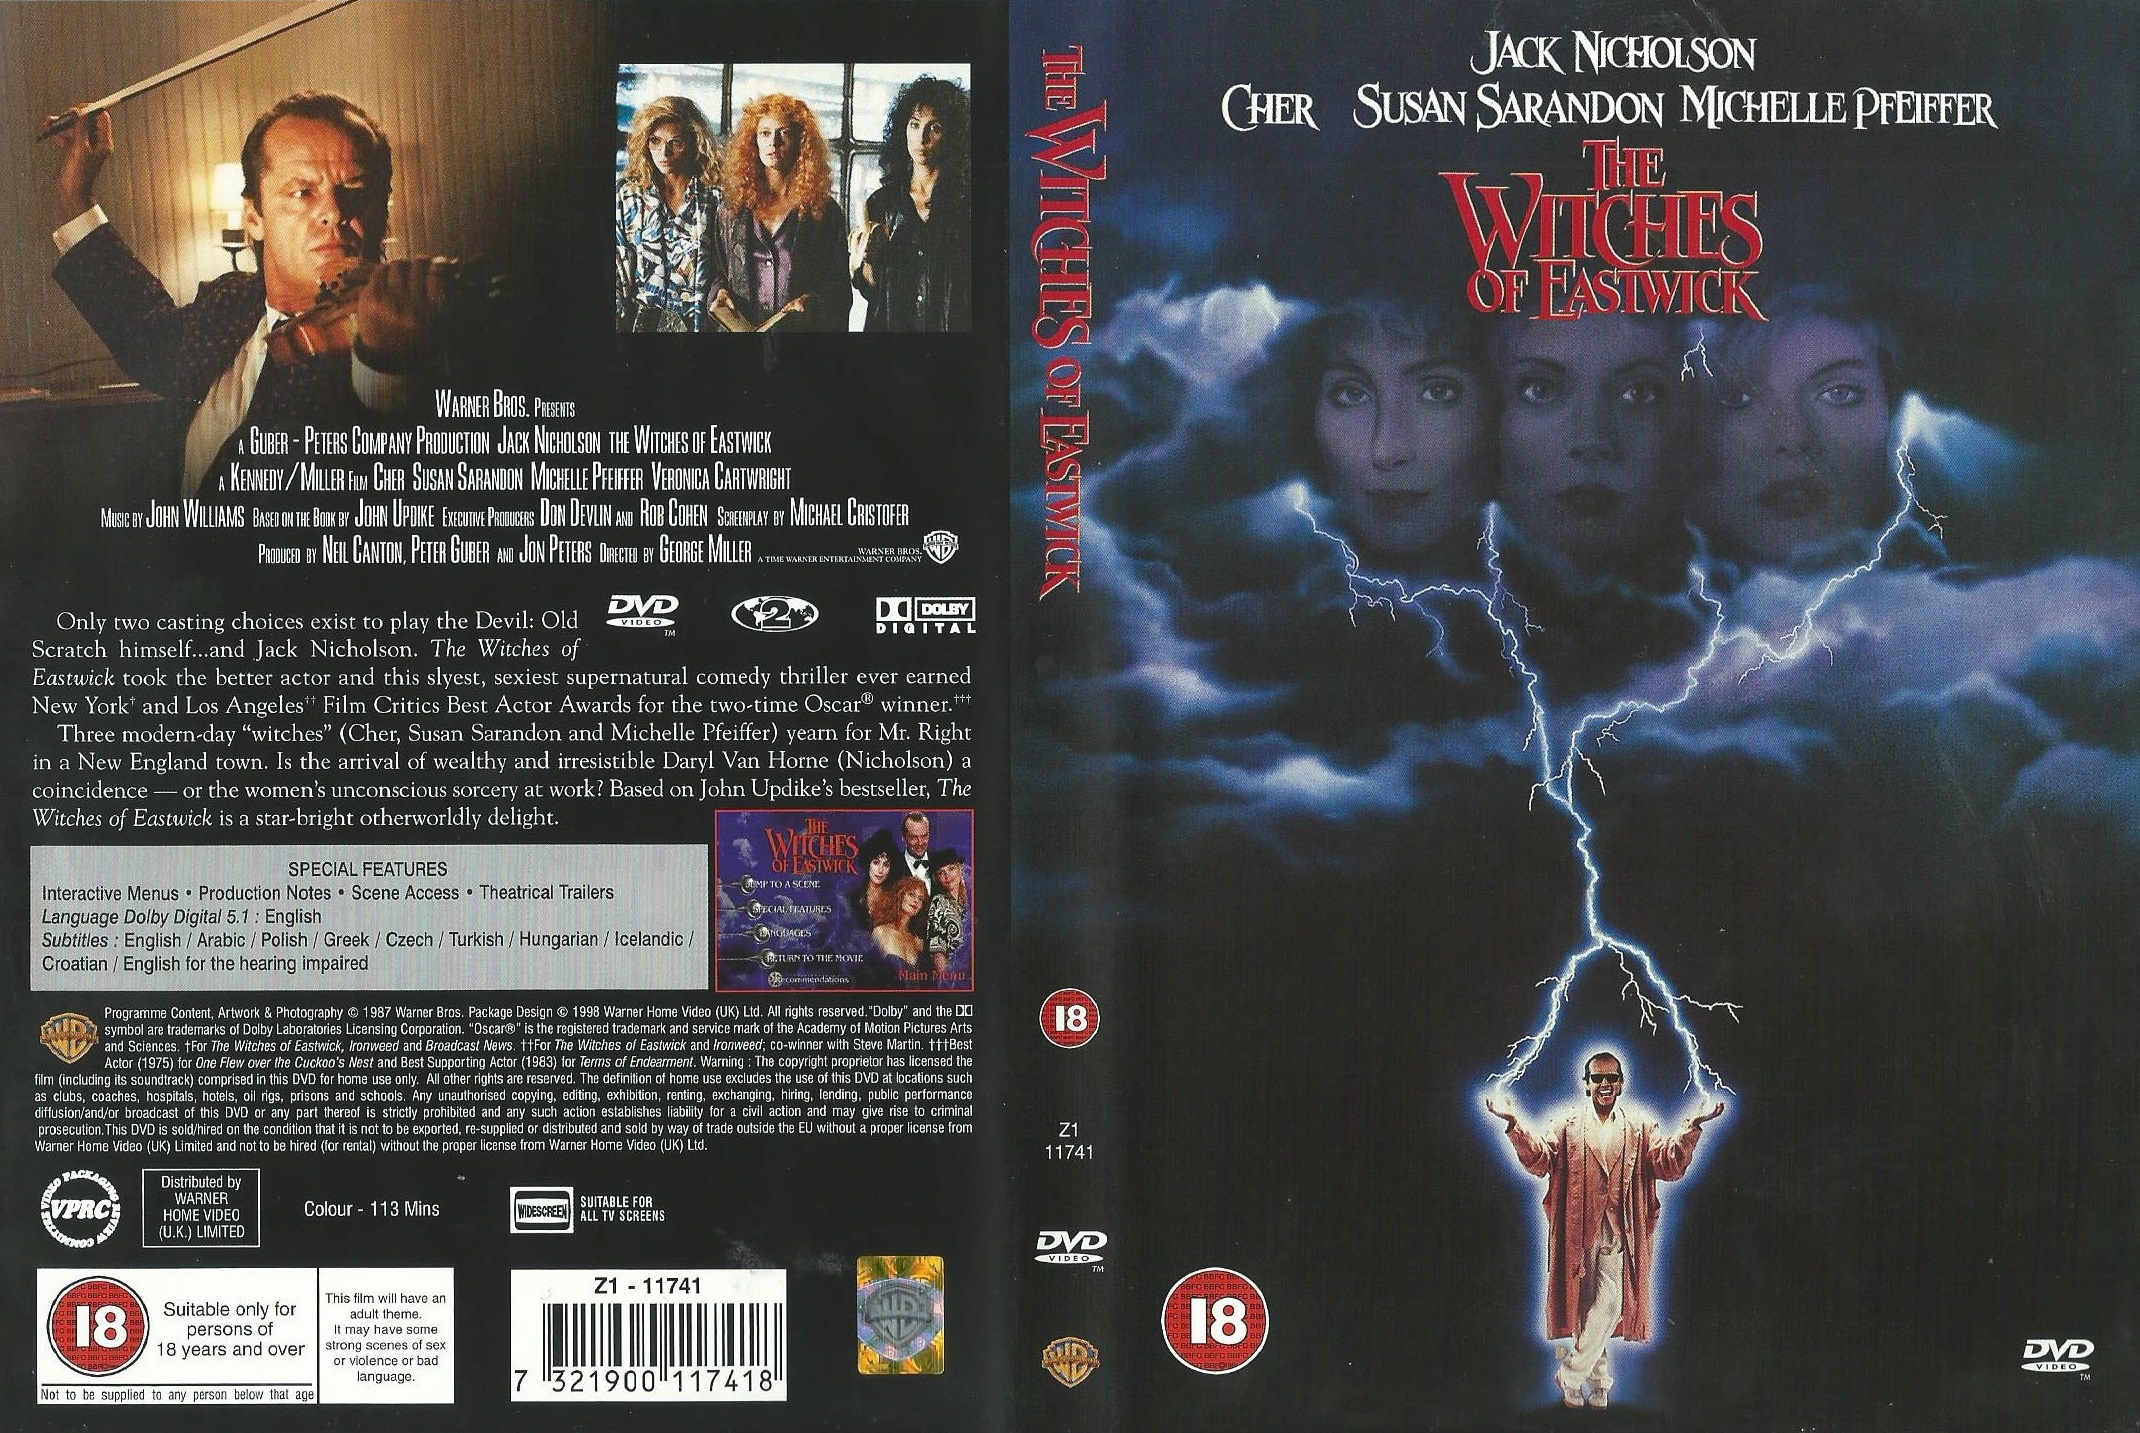 JACK NICHOLSON
CHER SUSAN SARANDON MICHELLE PFEIFFER
THE
WITCHES
OF EASTWICK
18
DVD
VIDEO
TM
THE WITCHES OF EASTWICK
18
Z1
11741
DVD
VIDEO
TM
WARNER BROS. PRESENTS
A GUBER - PETERS COMPANY PRODUCTION JACK NICHOLSON THE WITCHES OF EASTWICK
A KENNEDY/MILLER FILM CHER SUSAN SARANDON MICHELLE PFEIFFER VERONICA CARTWRIGHT
MUSIC BY JOHN WILLIAMS BASED ON THE BOOK BY JOHN UPDIKE EXECUTIVE PRODUCERS DON DEVLIN AND ROB COHEN SCREENPLAY BY MICHAEL CRISTOFER
PRODUCED BY NEIL CANTON, PETER GUBER AND JON PETERS DIRECTED BY GEORGE MILLER
WARNER BROS.
A TIME WARNER ENTERTAINMENT COMPANY
DVD
VIDEO
TM
2
DOLBY
DIGITAL
Only two casting choices exist to play the Devil: Old
Scratch himself...and Jack Nicholson. The Witches of
Eastwick took the better actor and this slyest, sexiest supernatural comedy thriller ever earned
New York† and Los Angeles†† Film Critics Best Actor Awards for the two-time Oscar® winner.†††
Three modern-day “witches” (Cher, Susan Sarandon and Michelle Pfeiffer) yearn for Mr. Right
in a New England town. Is the arrival of wealthy and irresistible Daryl Van Horne (Nicholson) a
coincidence — or the women's unconscious sorcery at work? Based on John Updike's bestseller, The
Witches of Eastwick is a star-bright otherworldly delight.
SPECIAL FEATURES
Interactive Menus • Production Notes • Scene Access • Theatrical Trailers
Language Dolby Digital 5.1 : English
Subtitles : English / Arabic / Polish / Greek / Czech / Turkish / Hungarian / Icelandic /
Croatian / English for the hearing impaired
THE
WITCHES
OF EASTWICK
JUMP TO A SCENE
SPECIAL FEATURES
LANGUAGES
RETURN TO THE MOVIE
Recommendations
Main Menu
Programme Content, Artwork & Photography © 1987 Warner Bros. Package Design © 1998 Warner Home Video (UK) Ltd. All rights reserved."Dolby" and the DD
symbol are trademarks of Dolby Laboratories Licensing Corporation. "Oscar®" is the registered trademark and service mark of the Academy of Motion Pictures Arts
and Sciences. †For The Witches of Eastwick, Ironweed and Broadcast News. ††For The Witches of Eastwick and Ironweed; co-winner with Steve Martin. †††Best
Actor (1975) for One Flew over the Cuckoo's Nest and Best Supporting Actor (1983) for Terms of Endearment. Warning : The copyright proprietor has licensed the
film (including its soundtrack) comprised in this DVD for home use only. All other rights are reserved. The definition of home use excludes the use of this DVD at locations such
as clubs, coaches, hospitals, hotels, oil rigs, prisons and schools. Any unauthorised copying, editing, exhibition, renting, exchanging, hiring, lending, public performance
diffusion/and/or broadcast of this DVD or any part thereof is strictly prohibited and any such action establishes liability for a civil action and may give rise to criminal
prosecution.This DVD is sold/hired on the condition that it is not to be exported, re-supplied or distributed and sold by way of trade outside the EU without a proper license from
Warner Home Video (UK) Limited and not to be hired (for rental) without the proper license from Warner Home Video (UK) Ltd.
VIDEO PACKAGING REVIEW COMMITTEE
VPRC
Distributed by
WARNER
HOME VIDEO
(U.K.) LIMITED
Colour - 113 Mins
WIDESCREEN
SUITABLE FOR
ALL TV SCREENS
18
Suitable only for
persons of
18 years and over
Not to be supplied to any person below that age
This film will have an
adult theme.
It may have some
strong scenes of sex
or violence or bad
language.
Z1 - 11741
7 321900 117418